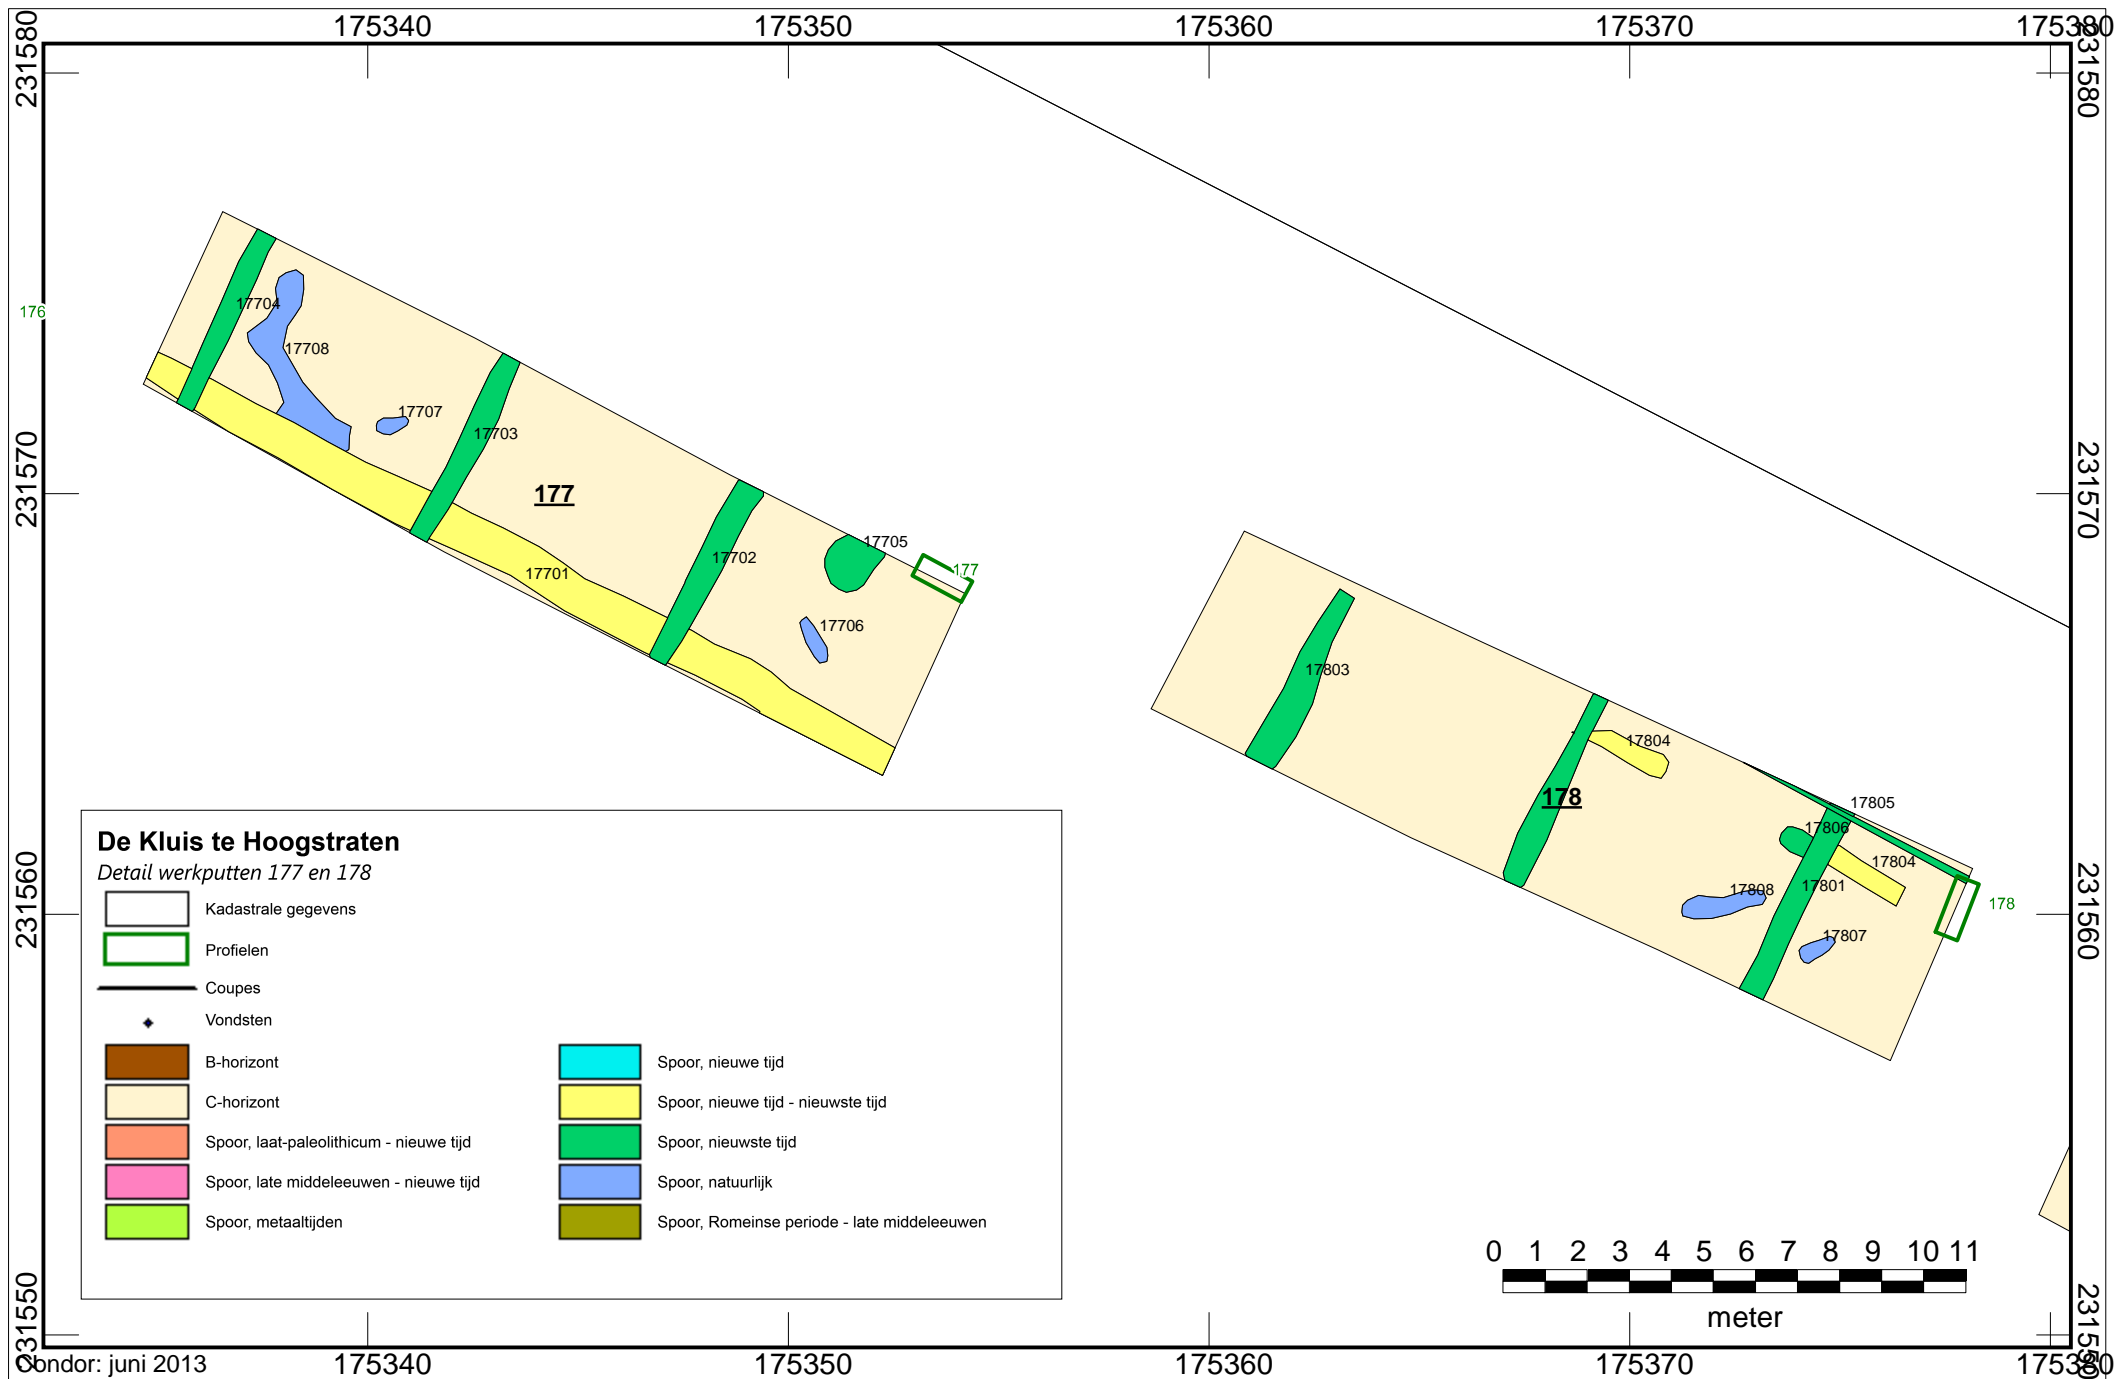 175340 175350 175360 175370 175380
231580 231580
176
17704
17708
17707
17703
177
17701
17702
17705
177
17706
231570 231570
17803
17804
178
17805
17806
17804
17801
17808
17807
178
231560 231560
De Kluis te Hoogstraten
Detail werkputten 177 en 178
Kadastrale gegevens
Profielen
Coupes
Vondsten
B-horizont
C-horizont
Spoor, laat-paleolithicum - nieuwe tijd
Spoor, late middeleeuwen - nieuwe tijd
Spoor, metaaltijden
Spoor, nieuwe tijd
Spoor, nieuwe tijd - nieuwste tijd
Spoor, nieuwste tijd
Spoor, natuurlijk
Spoor, Romeinse periode - late middeleeuwen
0 1 2 3 4 5 6 7 8 9 10 11
meter
231550 231550
Condor: juni 2013
175340 175350 175360 175370 175380